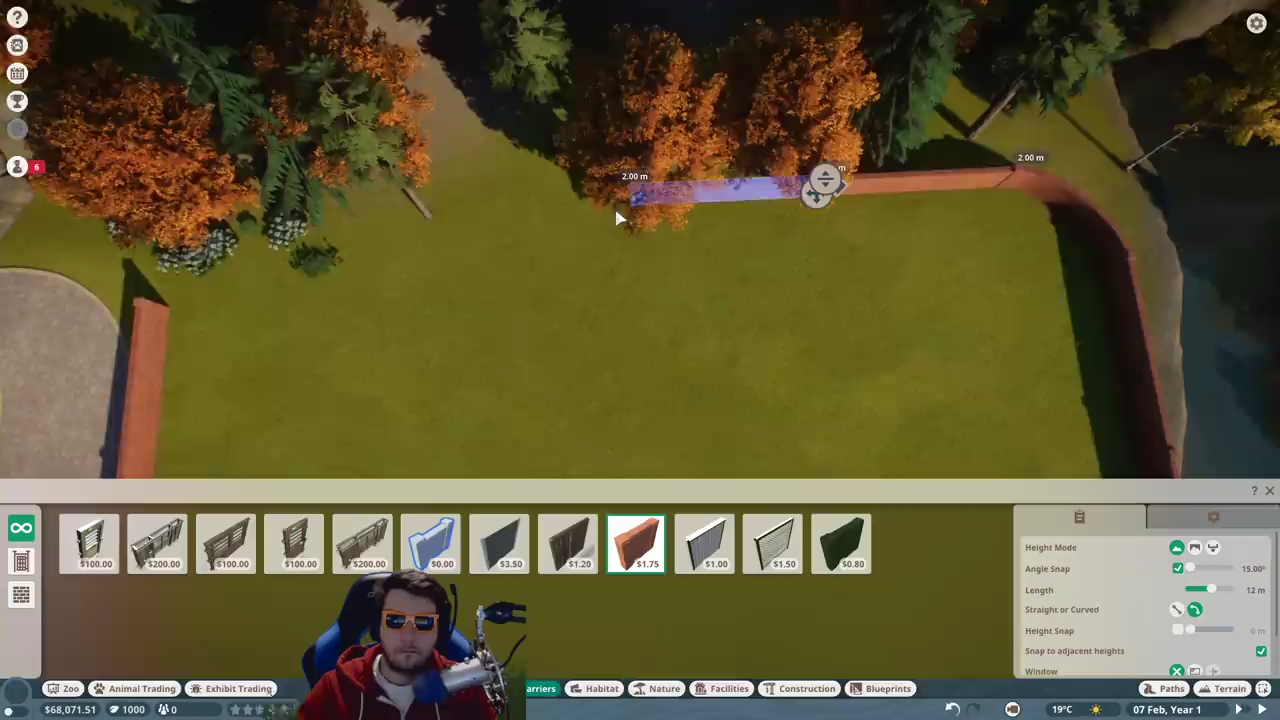 ?
6
2.00 m
2.00 m
m
?
$100.00
$200.00
$100.00
$100.00
$200.00
$0.00
$3.50
$1.20
$1.75
$1.00
$1.50
$0.80
Height Mode
Angle Snap 15.00°
Length 12 m
Straight or Curved
Height Snap 0 m
Snap to adjacent heights
Window
Zoo
Animal Trading
Exhibit Trading
arriers
Habitat
Nature
Facilities
Construction
Blueprints
Paths
Terrain
$68,071.51
1000
0
19°C
07 Feb, Year 1